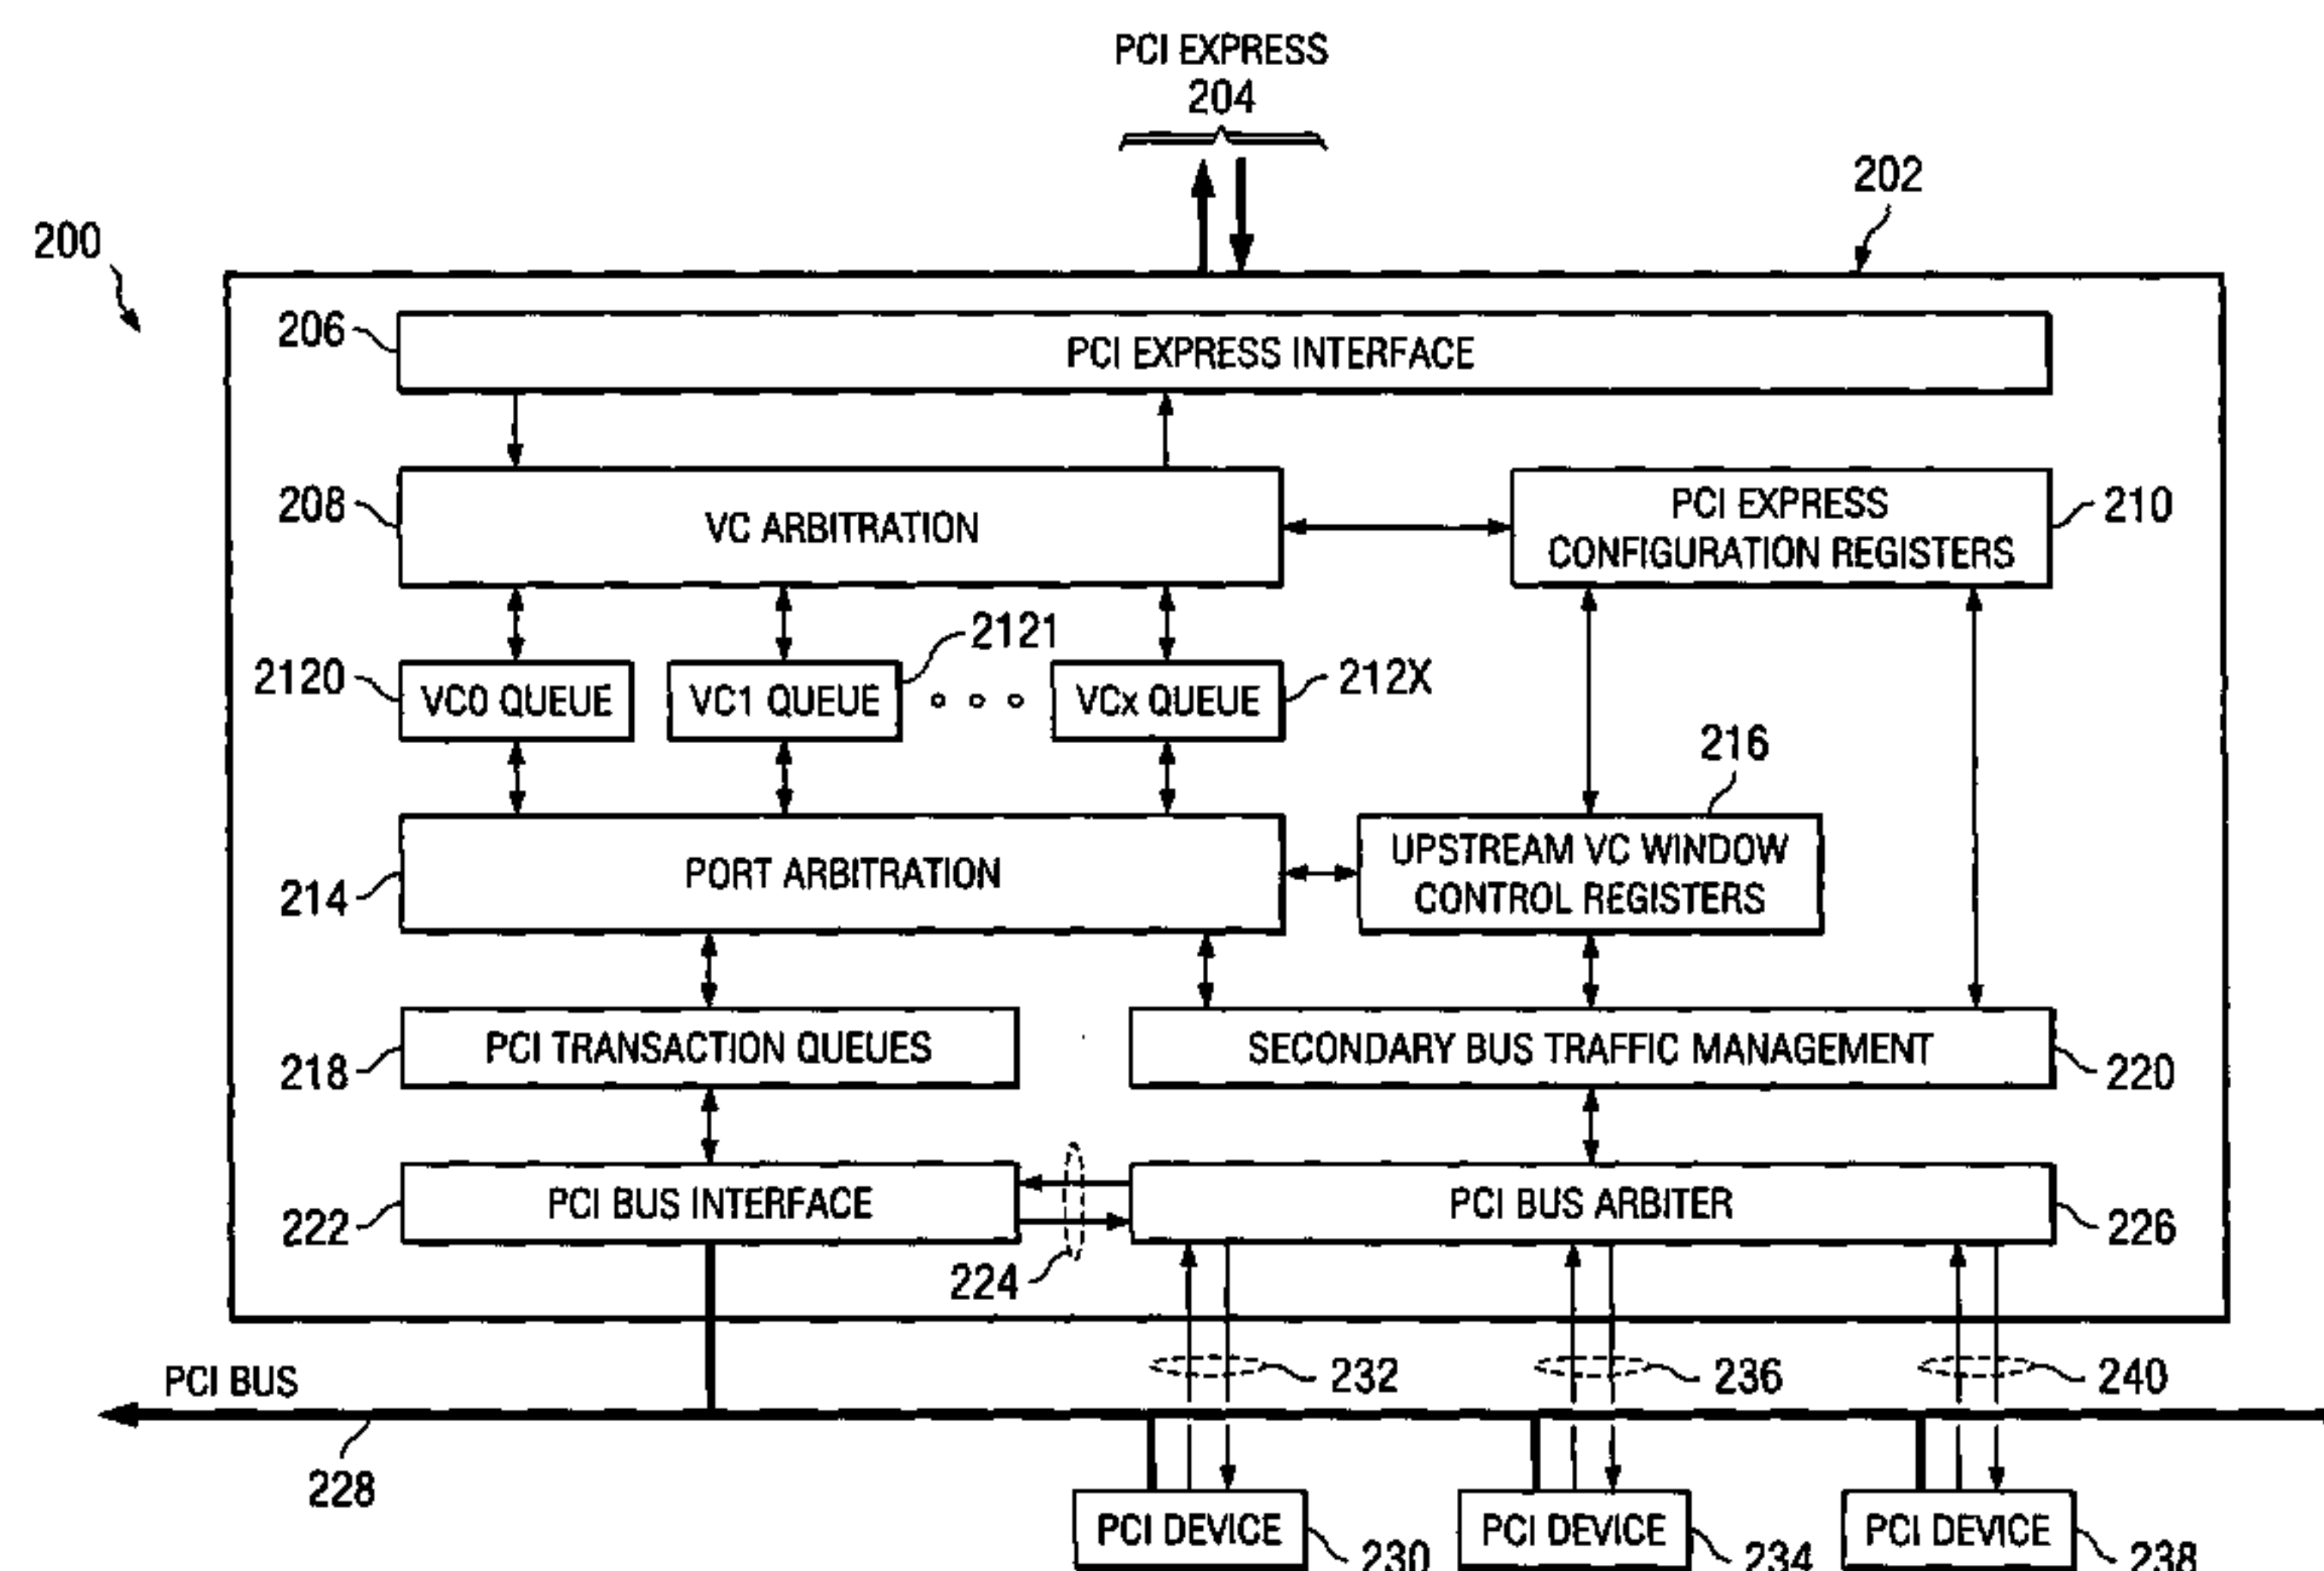 PCI EXPRESS
204
202
200
206
PCI EXPRESS INTERFACE
208
VC ARBITRATION
PCI EXPRESS
CONFIGURATION REGISTERS
210
2121
2120
VC0 QUEUE
VC1 QUEUE
VCx QUEUE
212X
216
214
PORT ARBITRATION
UPSTREAM VC WINDOW
CONTROL REGISTERS
218
PCI TRANSACTION QUEUES
SECONDARY BUS TRAFFIC MANAGEMENT
220
222
PCI BUS INTERFACE
224
PCI BUS ARBITER
226
PCI BUS
232
236
240
228
PCI DEVICE
230
PCI DEVICE
234
PCI DEVICE
238